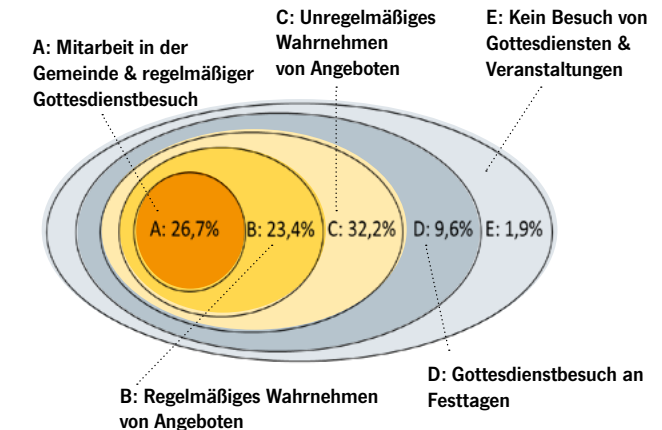 A: Mitarbeit in der
Gemeinde & regelmäßiger
Gottesdienstbesuch
C: Unregelmäßiges
Wahrnehmen
von Angeboten
E: Kein Besuch von
Gottesdiensten &
Veranstaltungen
A: 26,7% B: 23,4% C: 32,2% D: 9,6% E: 1,9%
B: Regelmäßiges Wahrnehmen
von Angeboten
D: Gottesdienstbesuch an
Festtagen